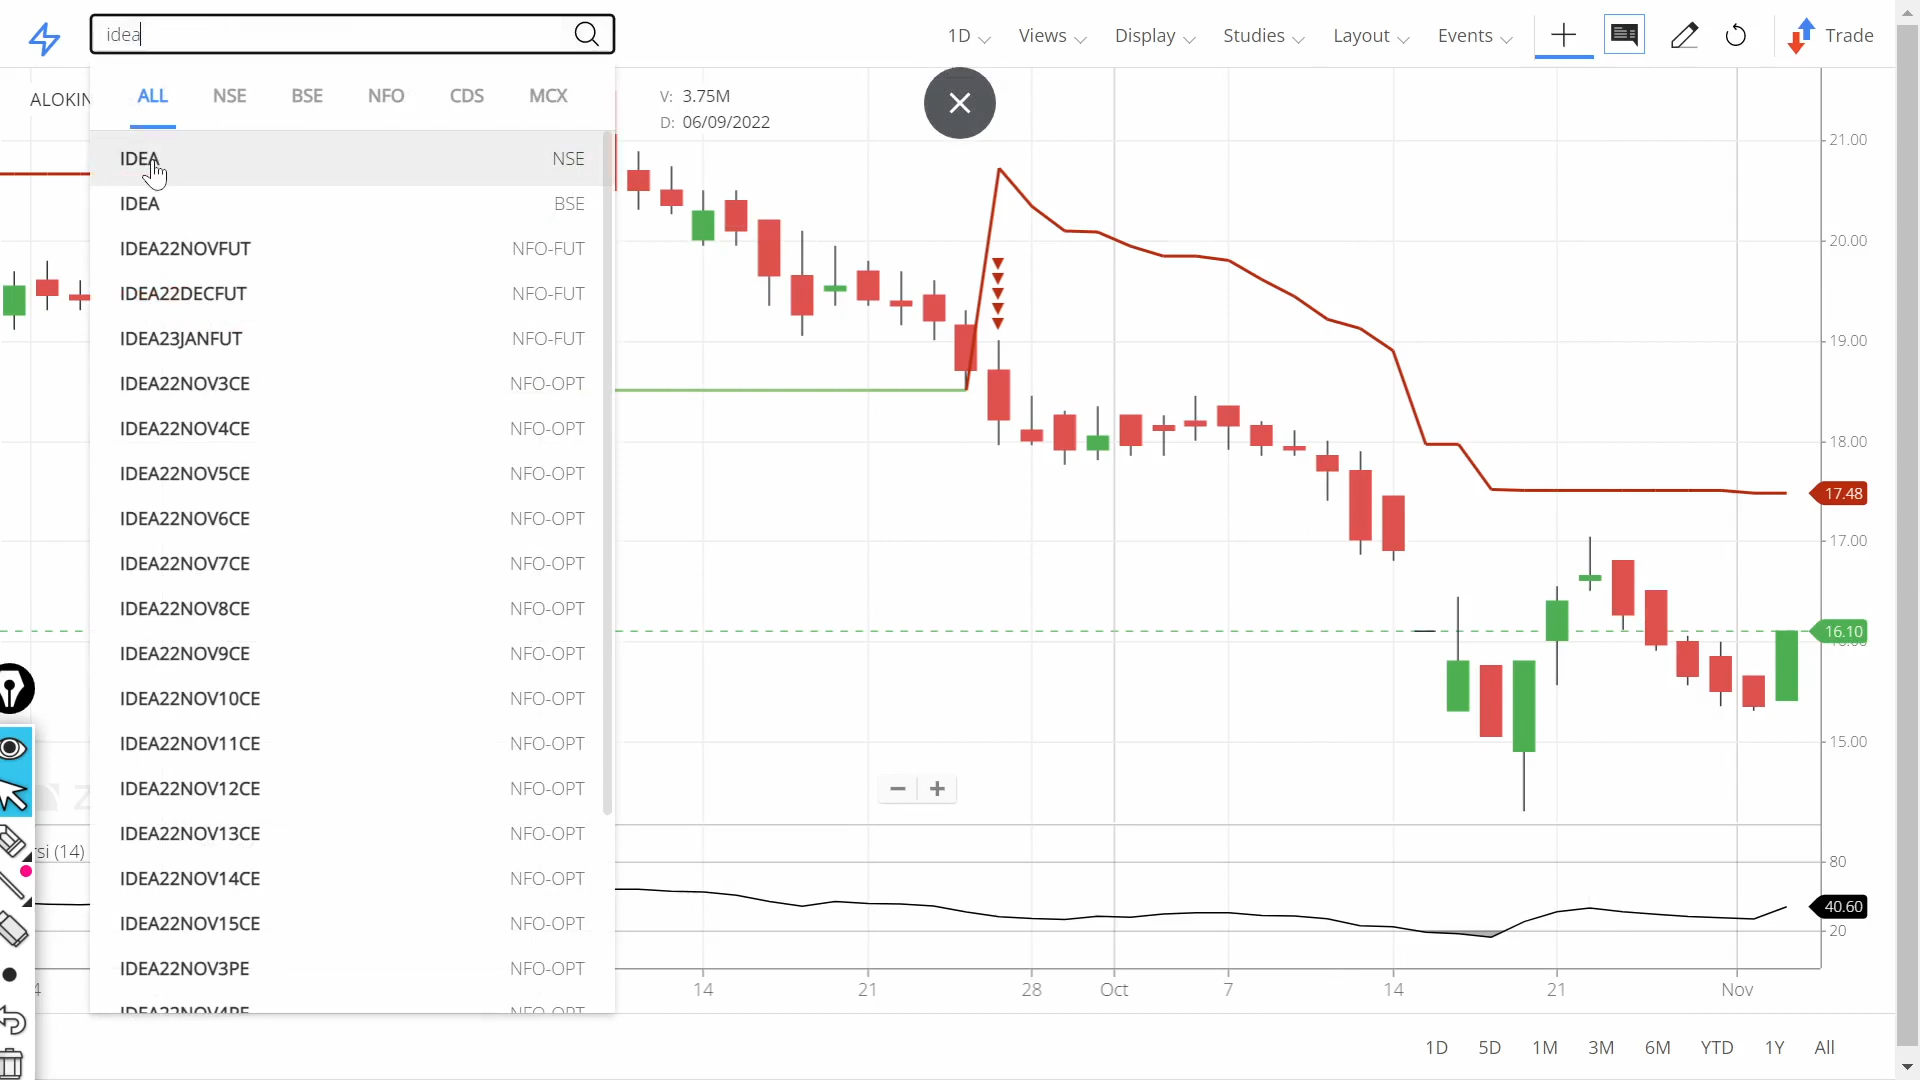 idea
1D Views Display Studies Layout Events Trade
ALL NSE BSE NFO CDS MCX
ALOKIN
V: 3.75M
D: 06/09/2022
IDEA NSE
IDEA BSE
IDEA22NOVFUT NFO-FUT
IDEA22DECFUT NFO-FUT
IDEA23JANFUT NFO-FUT
IDEA22NOV3CE NFO-OPT
IDEA22NOV4CE NFO-OPT
IDEA22NOV5CE NFO-OPT
IDEA22NOV6CE NFO-OPT
IDEA22NOV7CE NFO-OPT
IDEA22NOV8CE NFO-OPT
IDEA22NOV9CE NFO-OPT
IDEA22NOV10CE NFO-OPT
IDEA22NOV11CE NFO-OPT
IDEA22NOV12CE NFO-OPT
IDEA22NOV13CE NFO-OPT
IDEA22NOV14CE NFO-OPT
IDEA22NOV15CE NFO-OPT
IDEA22NOV3PE NFO-OPT
IDEA22NOV4PE NFO-OPT
21.00
20.00
19.00
18.00
17.48
17.00
16.10
15.00
rsi (14)
80
40.60
20
14 21 28 Oct 7 14 21 Nov
1D 5D 1M 3M 6M YTD 1Y All